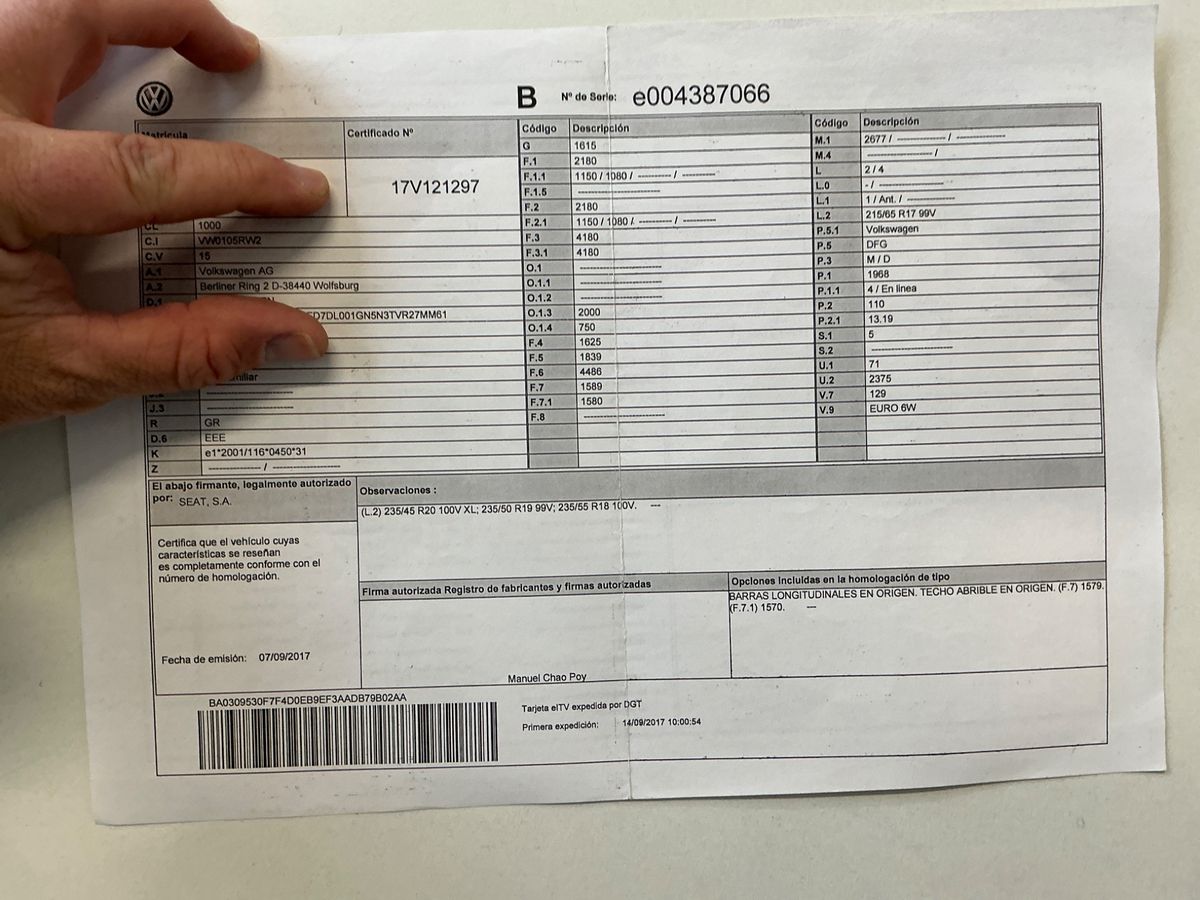 B Nº de Serie: e004387066
Matrícula Certificado Nº
17V121297
CL 1000
C.I VW0105RW2
C.V 15
A.1 Volkswagen AG
A.2 Berliner Ring 2 D-38440 Wolfsburg
D.1
D7DL001GN5N3TVR27MM61
J.3 --------------------
R GR
D.6 EEE
K e1*2001/116*0450*31
Z ------------ / ----------------
Código Descripción
G 1615
F.1 2180
F.1.1 1150 / 1080 / --------- / ---------
F.1.5 --------------------
F.2 2180
F.2.1 1150 / 1080 / --------- / ---------
F.3 4180
F.3.1 4180
O.1 --------------------
O.1.1 --------------------
O.1.2 --------------------
O.1.3 2000
O.1.4 750
F.4 1625
F.5 1839
F.6 4486
F.7 1589
F.7.1 1580
F.8 --------------------
Código Descripción
M.1 2677 / ------------ / ------------
M.4 ---------------- /
L 2 / 4
L.0 - / ----------------
L.1 1 / Ant. / ------------
L.2 215/65 R17 99V
P.5.1 Volkswagen
P.5 DFG
P.3 M / D
P.1 1968
P.1.1 4 / En linea
P.2 110
P.2.1 13.19
S.1 5
S.2 --------------------
U.1 71
U.2 2375
V.7 129
V.9 EURO 6W
El abajo firmante, legalmente autorizado
por: SEAT, S.A.
Certifica que el vehículo cuyas
características se reseñan
es completamente conforme con el
número de homologación.
Fecha de emisión: 07/09/2017
Observaciones :
(L.2) 235/45 R20 100V XL; 235/50 R19 99V; 235/55 R18 100V. ---
Firma autorizada Registro de fabricantes y firmas autorizadas
Manuel Chao Poy
Opciones incluidas en la homologación de tipo
BARRAS LONGITUDINALES EN ORIGEN. TECHO ABRIBLE EN ORIGEN. (F.7) 1579.
(F.7.1) 1570. ---
BA0309530F7F4D0EB9EF3AADB79B02AA
Tarjeta eITV expedida por DGT
Primera expedición: 14/09/2017 10:00:54